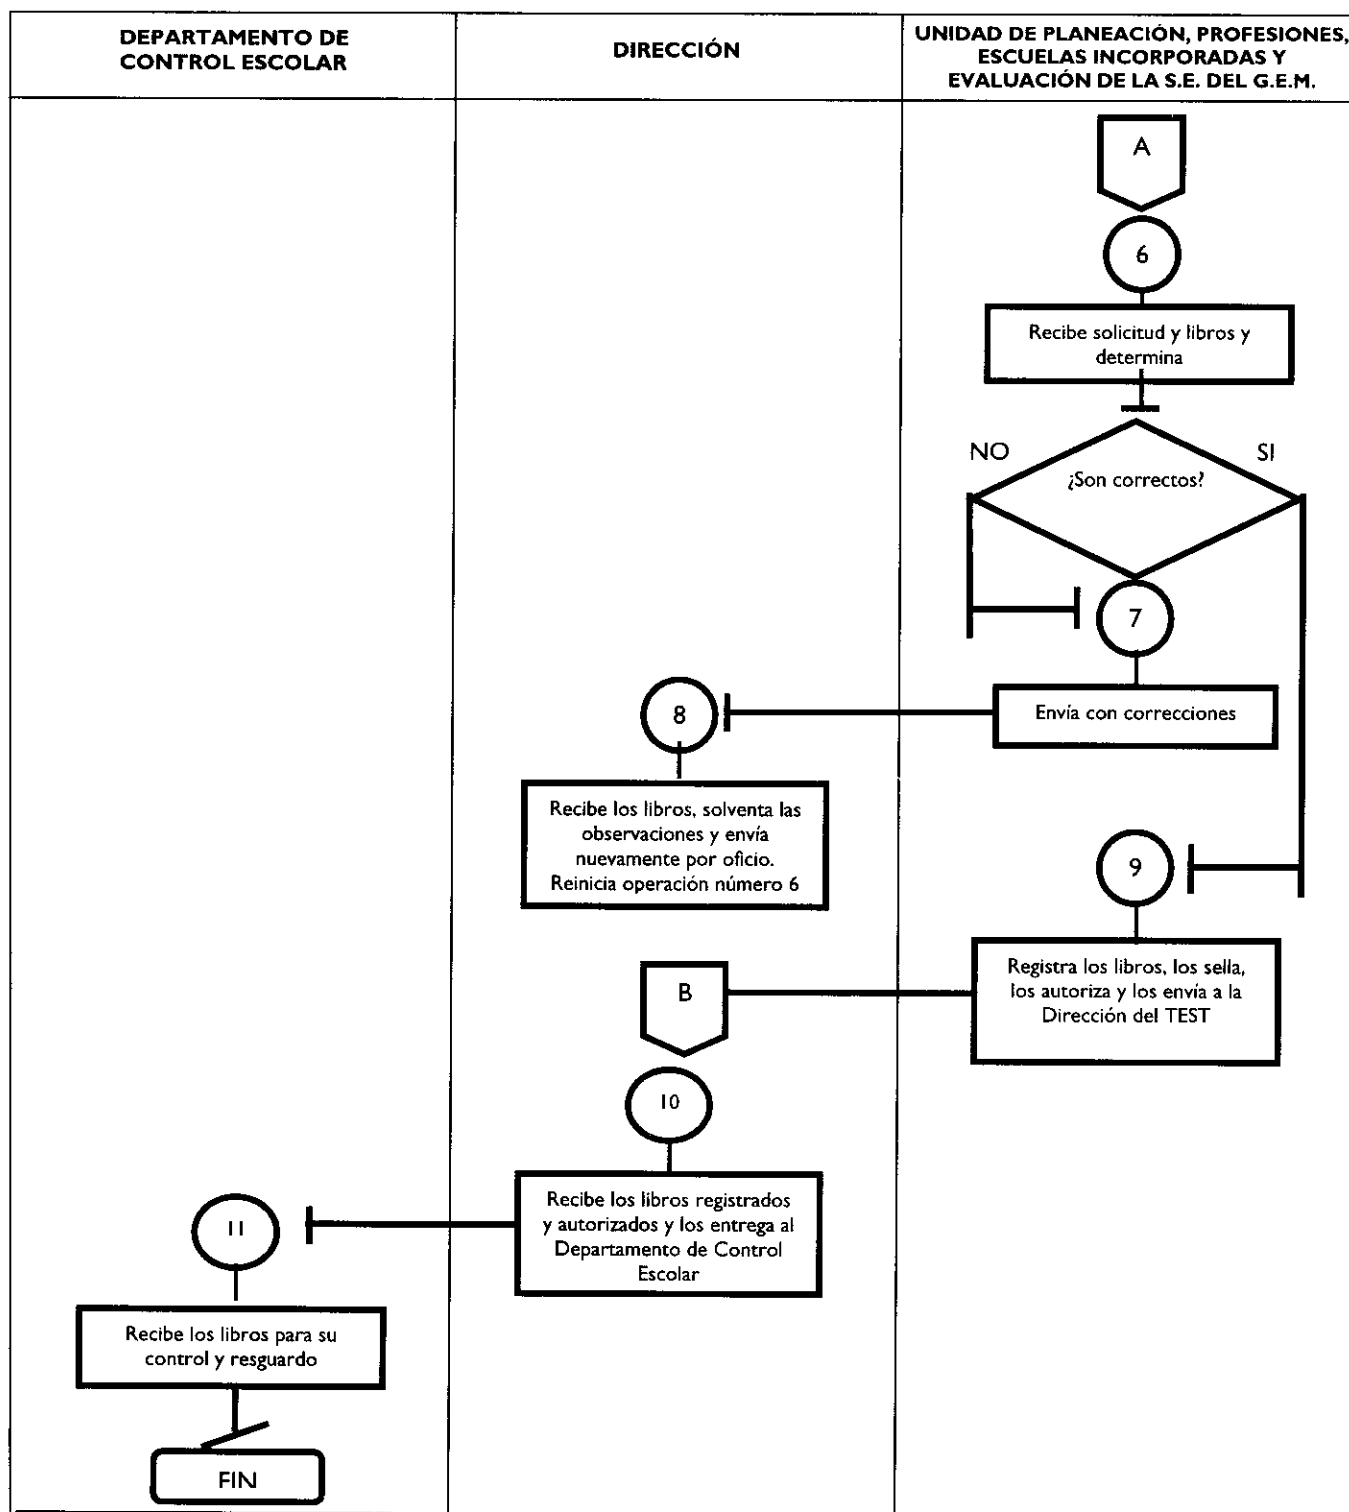 DEPARTAMENTO DE
CONTROL ESCOLAR
DIRECCIÓN
UNIDAD DE PLANEACIÓN, PROFESIONES,
ESCUELAS INCORPORADAS Y
EVALUACIÓN DE LA S.E. DEL G.E.M.
A
6
Recibe solicitud y libros y
determina
NO
SI
¿Son correctos?
7
Envía con correcciones
8
Recibe los libros, solventa las
observaciones y envía
nuevamente por oficio.
Reinicia operación número 6
9
Registra los libros, los sella,
los autoriza y los envía a la
Dirección del TEST
B
10
Recibe los libros registrados
y autorizados y los entrega al
Departamento de Control
Escolar
11
Recibe los libros para su
control y resguardo
FIN